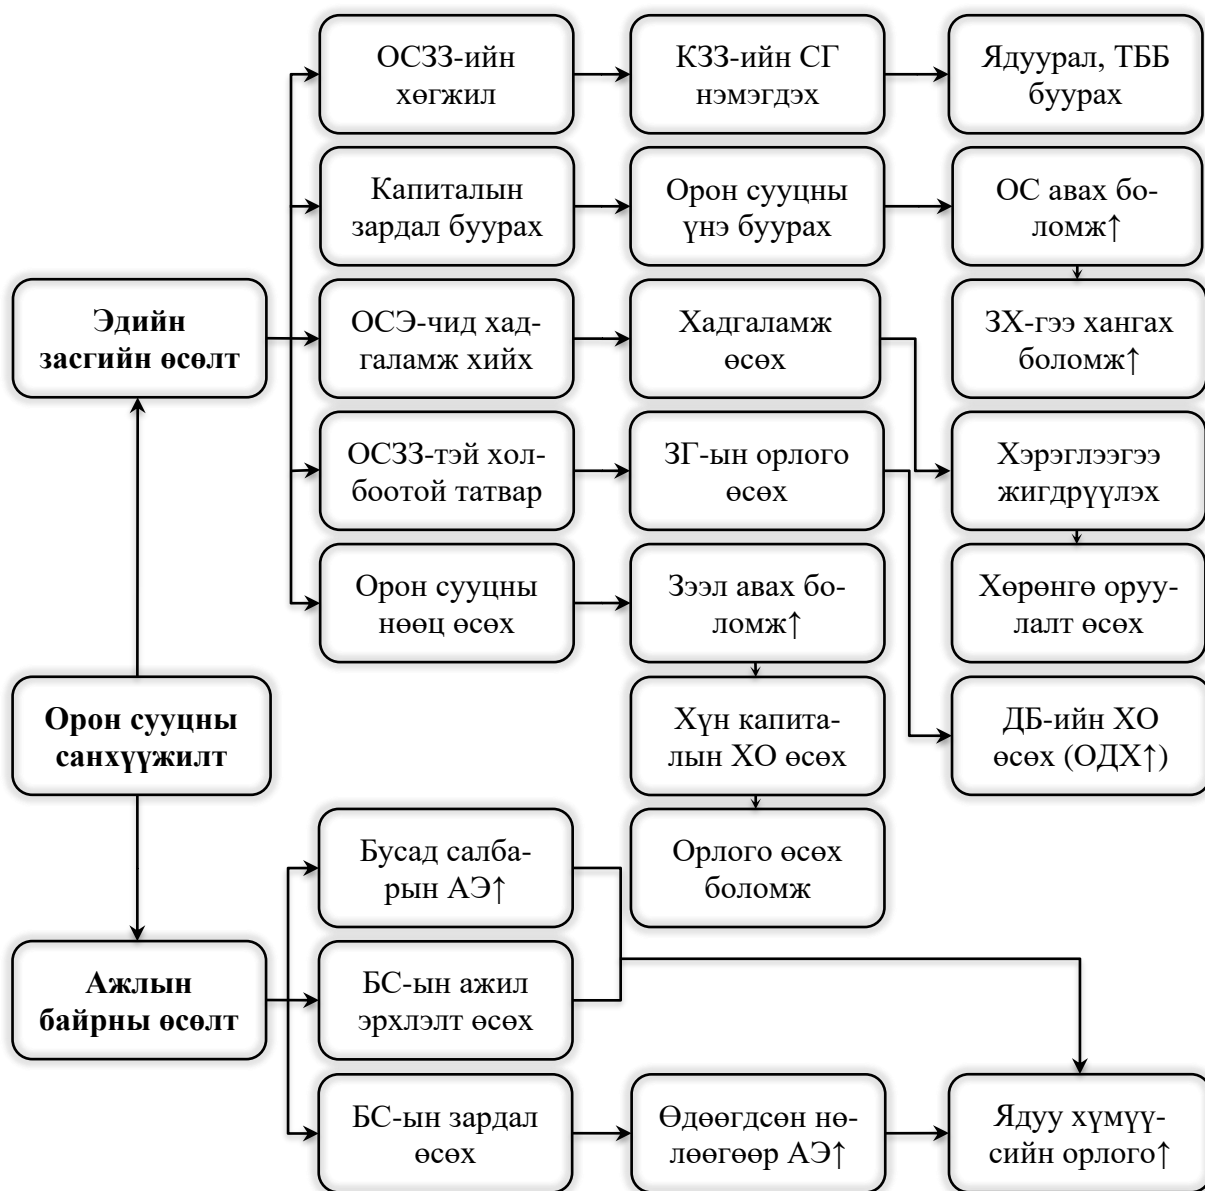 ОСЗЗ-ийн
хөгжил
КЗЗ-ийн СГ
нэмэгдэх
Ядуурал, ТББ
буурах
Капиталын
зардал буурах
Орон сууцны
үнэ буурах
ОС авах бо-
ломж↑
Эдийн
засгийн өсөлт
ОСЭ-чид хад-
галамж хийх
Хадгаламж
өсөх
ЗХ-гээ хангах
боломж↑
ОСЗЗ-тэй хол-
боотой татвар
ЗГ-ын орлого
өсөх
Хэрэглээгээ
жигдрүүлэх
Орон сууцны
нөөц өсөх
Зээл авах бо-
ломж↑
Хөрөнгө оруу-
лалт өсөх
Орон сууцны
санхүүжилт
Хүн капита-
лын ХО өсөх
ДБ-ийн ХО
өсөх (ОДХ↑)
Бусад салба-
рын АЭ↑
Орлого өсөх
боломж
Ажлын
байрны өсөлт
БС-ын ажил
эрхлэлт өсөх
БС-ын зардал
өсөх
Өдөөгдсөн нө-
лөөгөөр АЭ↑
Ядуу хүмүү-
сийн орлого↑